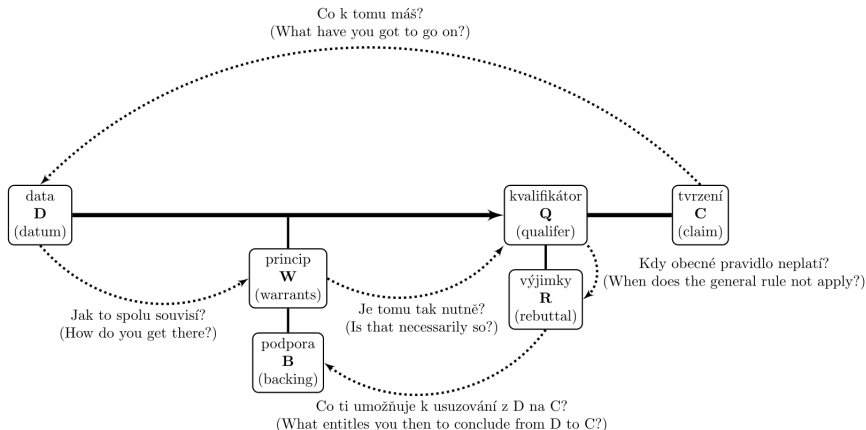 Co k tomu máš?
(What have you got to go on?)
data
D
(datum)
kvalifikátor
Q
(qualifer)
tvrzení
C
(claim)
princip
W
(warrants)
Kdy obecné pravidlo neplatí?
(When does the general rule not apply?)
výjimky
R
(rebuttal)
Jak to spolu souvisí?
(How do you get there?)
Je tomu tak nutně?
(Is that necessarily so?)
podpora
B
(backing)
Co ti umožňuje k usuzování z D na C?
(What entitles you then to conclude from D to C?)